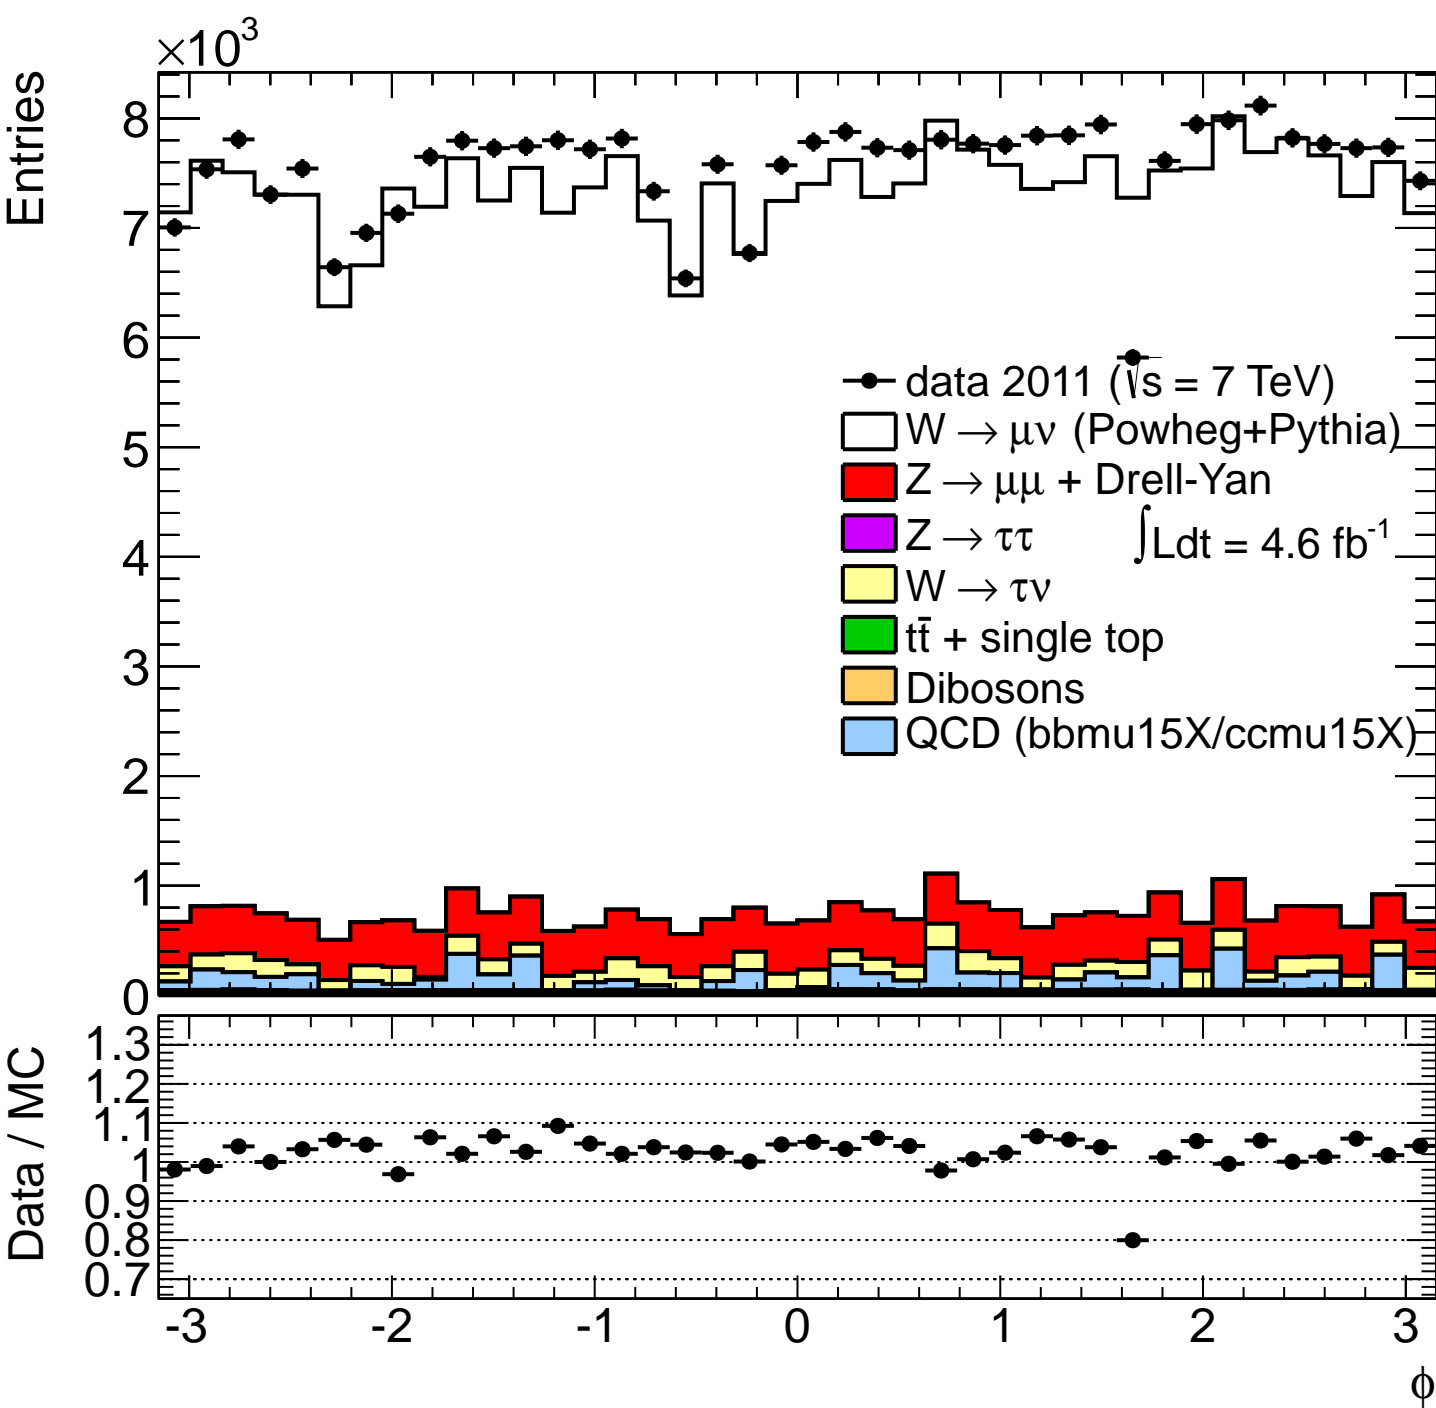 ×10³
Entries
8
7
6
5
4
3
2
1
0
data 2011 (√s = 7 TeV)
W → μν (Powheg+Pythia)
Z → μμ + Drell-Yan
Z → ττ
∫Ldt = 4.6 fb⁻¹
W → τν
tt̄ + single top
Dibosons
QCD (bbmu15X/ccmu15X)
Data / MC
1.3
1.2
1.1
1
0.9
0.8
0.7
-3 -2 -1 0 1 2 3
ϕ